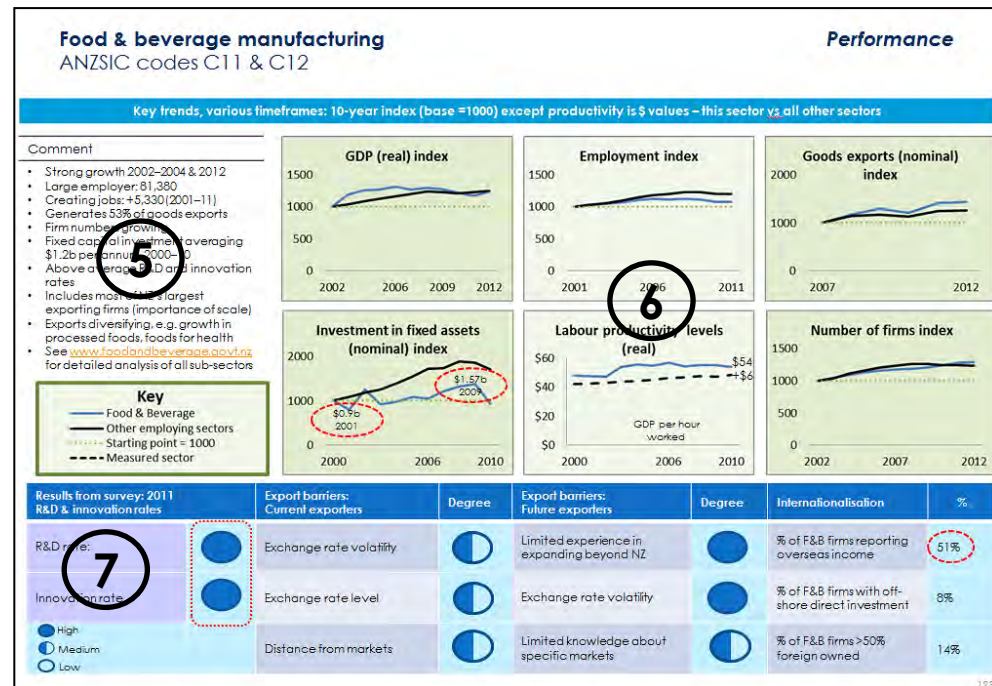 Food & beverage manufacturing
Performance
ANZSIC codes C11 & C12
Key trends, various timeframes: 10-year index (base =1000) except productivity is $ values – this sector vs all other sectors
Comment
• Strong growth 2002–2004 & 2012
• Large employer: 81,380
• Creating jobs: +5,330 (2001–11)
• Generates 53% of goods exports
• Firm number growing
• Fixed capital investment averaging
$1.2b per annum 2000–10
• Above average R&D and innovation
rates
• Includes most of NZ's largest
exporting firms (importance of scale)
• Exports diversifying, e.g. growth in
processed foods, foods for health
• See www.foodandbeverage.govt.nz
for detailed analysis of all sub-sectors
5
Key
Food & Beverage
Other employing sectors
Starting point = 1000
Measured sector
GDP (real) index
1500
1000
500
0
2002 2006 2009 2012
Employment index
1500
1000
500
0
2001 2006 2011
6
Goods exports (nominal)
index
2000
1000
0
2007 2012
Investment in fixed assets
(nominal) index
2000
1000
0
$0.9b
2001
$1.57b
2009
2000 2006 2010
Labour productivity levels
(real)
$60
$40
$20
$0
$54
+$6
GDP per hour
worked
2000 2006 2010
Number of firms index
1500
1000
500
0
2002 2007 2012
Results from survey: 2011
R&D & innovation rates
Export barriers:
Current exporters
Degree
Export barriers:
Future exporters
Degree
Internationalisation
%
R&D rate:
Exchange rate volatility
Limited experience in
expanding beyond NZ
% of F&B firms reporting
overseas income
51%
7
Innovation rate
Exchange rate level
Exchange rate volatility
% of F&B firms with off-
shore direct investment
8%
High
Medium
Low
Distance from markets
Limited knowledge about
specific markets
% of F&B firms >50%
foreign owned
14%